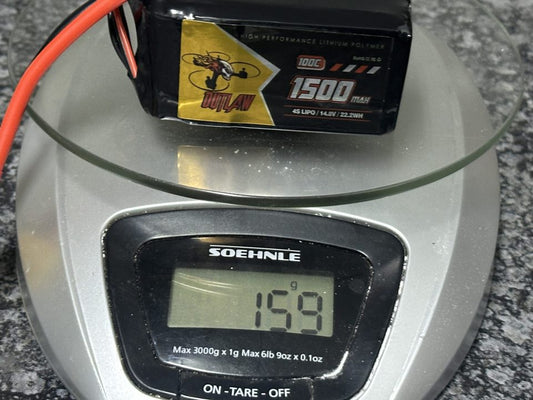 HIGH PERFORMANCE LITHIUM POLYMER
100C
1500 MAH
4S LIPO / 14.8V / 22.2WH
OUTLAW
SOEHNLE
159 g
Max 3000g x 1g Max 6lb 9oz x 0.1oz
ON - TARE - OFF